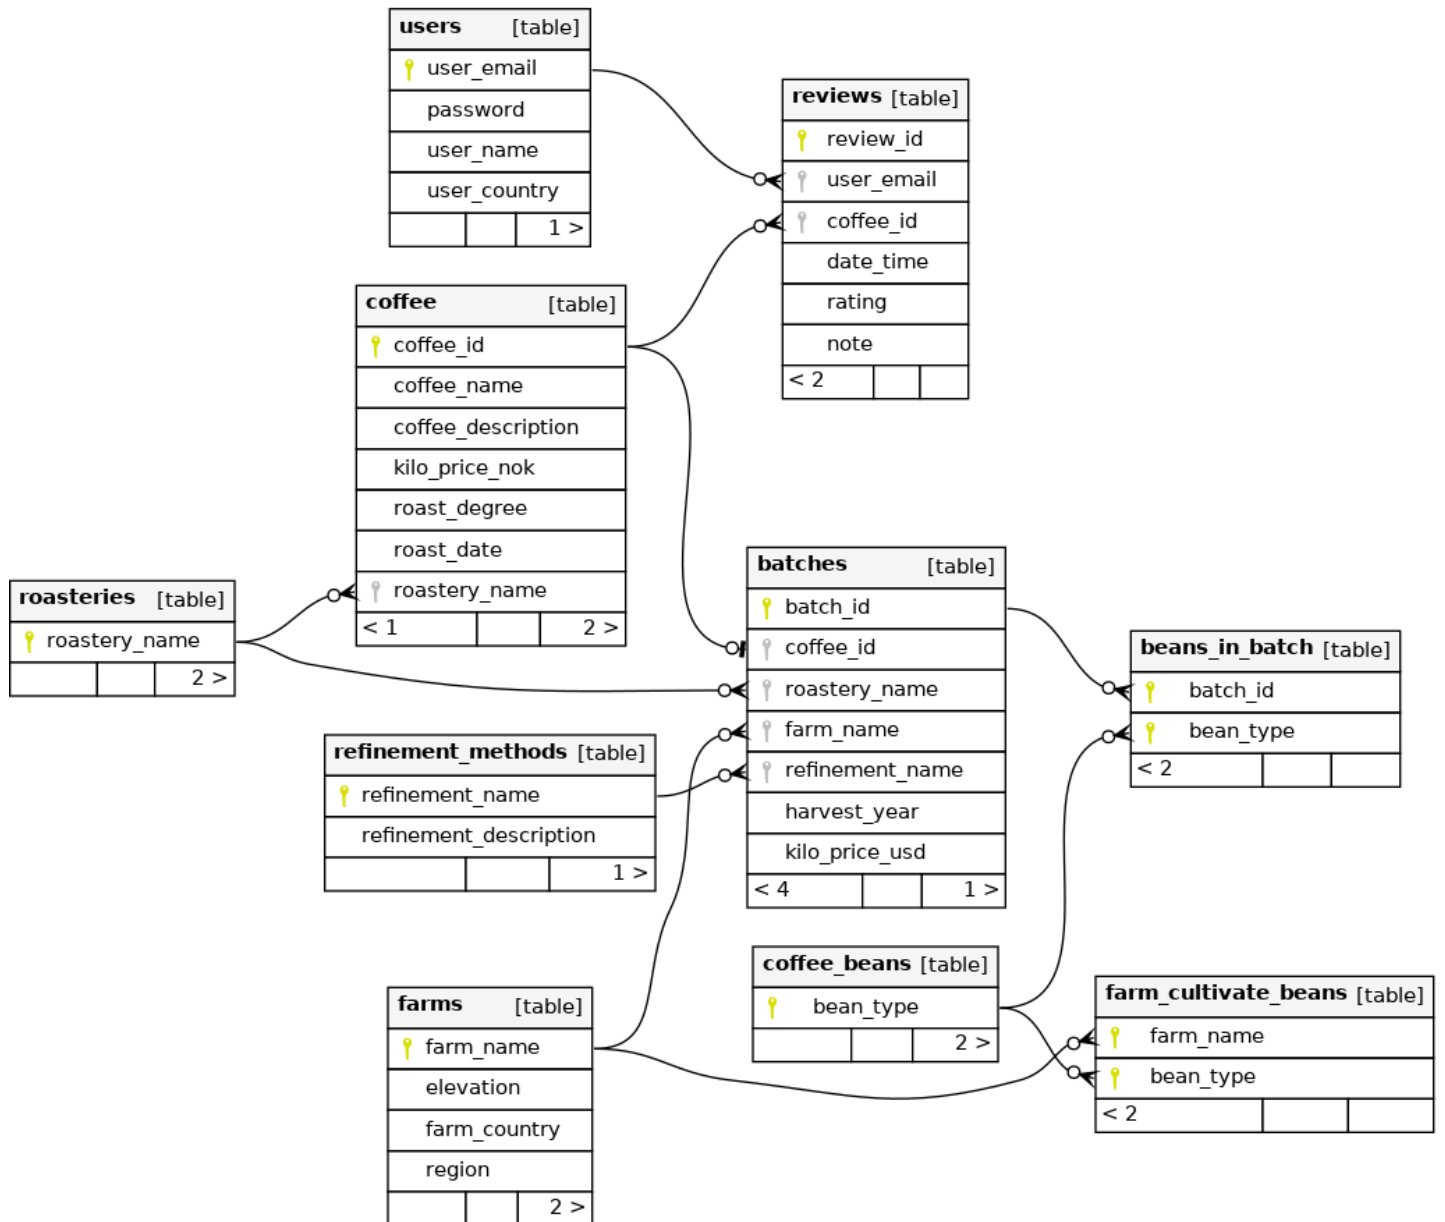 users [table]
user_email
password
user_name
user_country
1 >
reviews [table]
review_id
user_email
coffee_id
date_time
rating
note
< 2
coffee [table]
coffee_id
coffee_name
coffee_description
kilo_price_nok
roast_degree
roast_date
roastery_name
< 1 2 >
roasteries [table]
roastery_name
2 >
batches [table]
batch_id
coffee_id
roastery_name
farm_name
refinement_name
harvest_year
kilo_price_usd
< 4 1 >
beans_in_batch [table]
batch_id
bean_type
< 2
refinement_methods [table]
refinement_name
refinement_description
1 >
coffee_beans [table]
bean_type
2 >
farms [table]
farm_name
elevation
farm_country
region
2 >
farm_cultivate_beans [table]
farm_name
bean_type
< 2